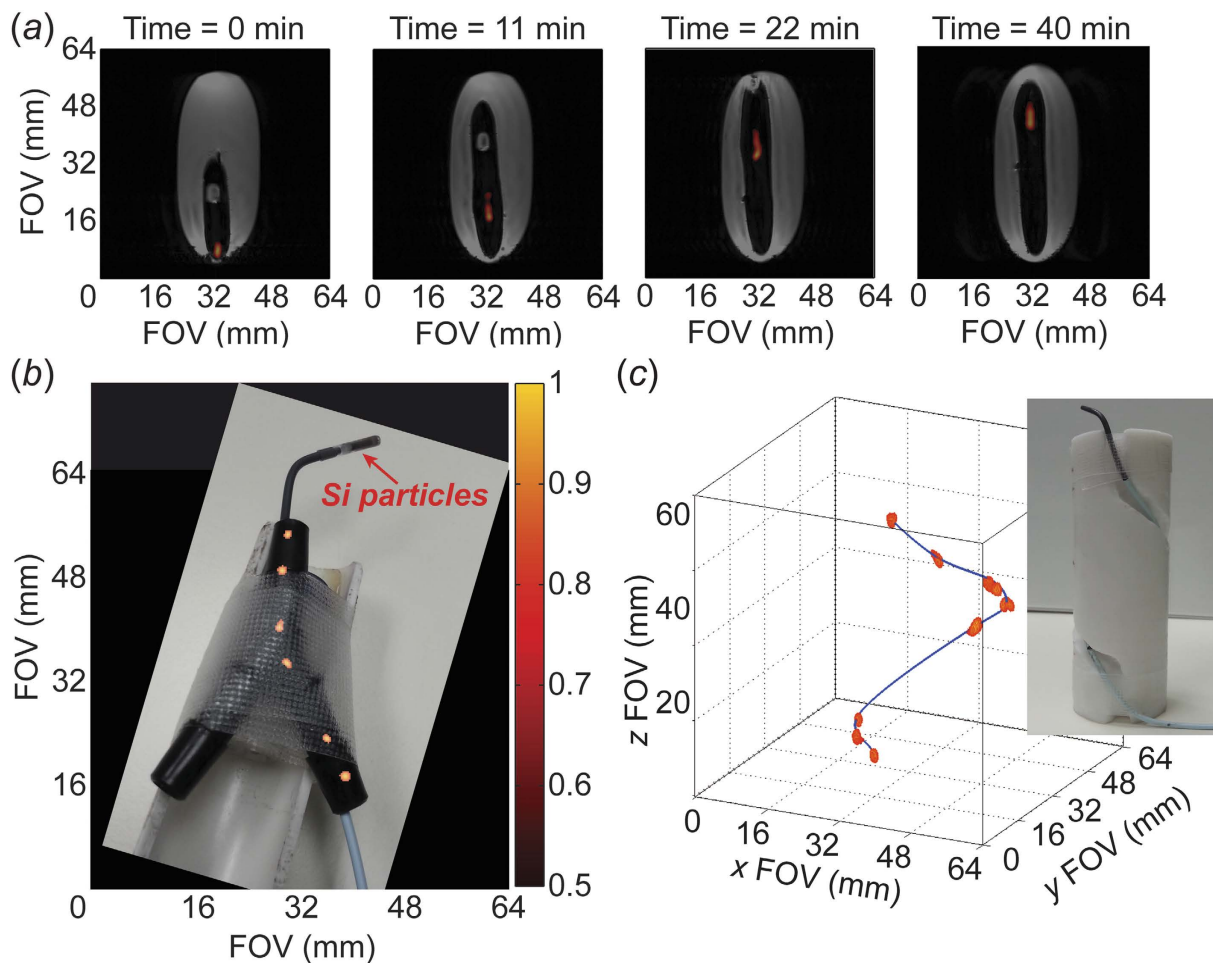 (a)
Time = 0 min
Time = 11 min
Time = 22 min
Time = 40 min
64
48
32
16
FOV (mm)
0 16 32 48 64
0 16 32 48 64
0 16 32 48 64
0 16 32 48 64
FOV (mm)
FOV (mm)
FOV (mm)
FOV (mm)
(b)
Si particles
64
48
32
16
FOV (mm)
0 16 32 48 64
FOV (mm)
1
0.9
0.8
0.7
0.6
0.5
(c)
60
40
20
z FOV (mm)
0 16 32 48 64
x FOV (mm)
0 16 32 48 64
y FOV (mm)